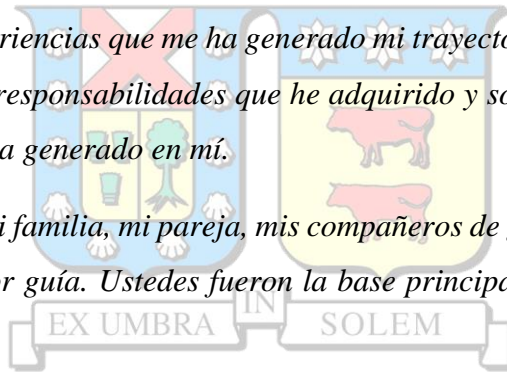 riencias que me ha generado mi trayecto
responsabilidades que he adquirido y so
a generado en mí.
i familia, mi pareja, mis compañeros de
r guía. Ustedes fueron la base principa
EX UMBRA IN SOLEM